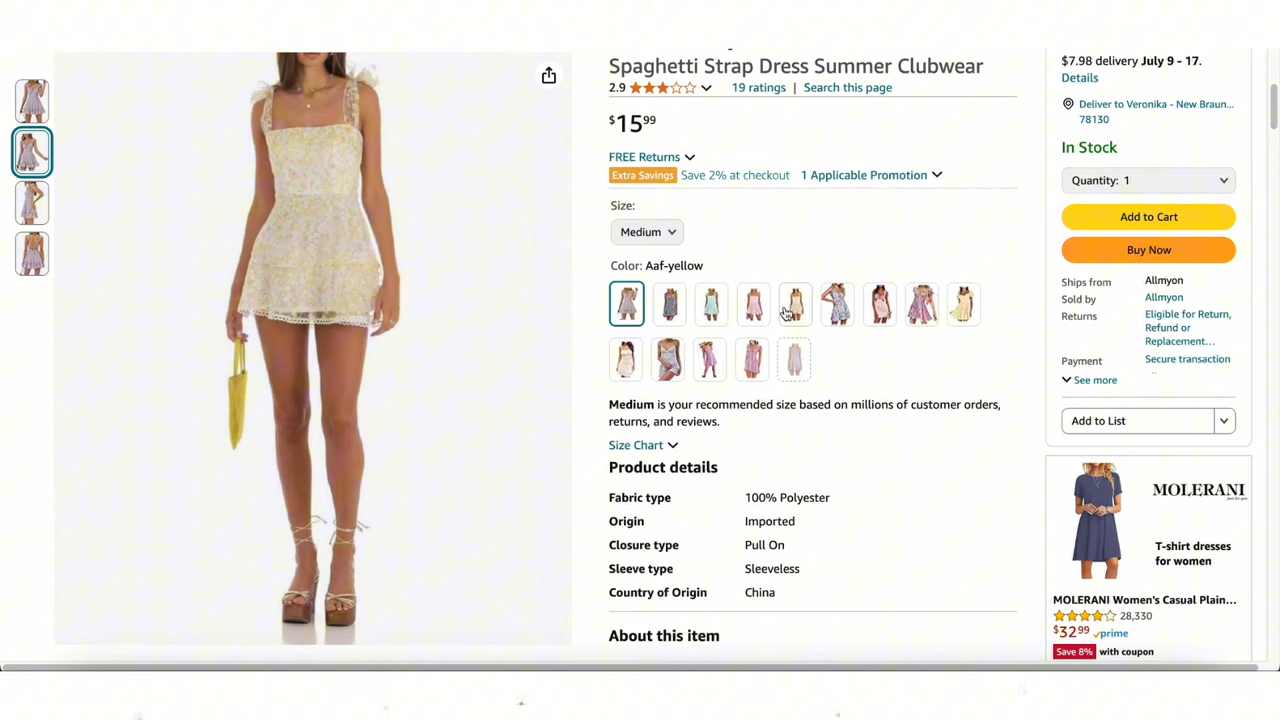 Spaghetti Strap Dress Summer Clubwear
2.9
19 ratings | Search this page
$15⁹⁹
FREE Returns
Extra Savings Save 2% at checkout 1 Applicable Promotion
Size:
Medium
Color: Aaf-yellow
Medium is your recommended size based on millions of customer orders,
returns, and reviews.
Size Chart
Product details
Fabric type 100% Polyester
Origin Imported
Closure type Pull On
Sleeve type Sleeveless
Country of Origin China
About this item
$7.98 delivery July 9 - 17.
Details
Deliver to Veronika - New Braun...
78130
In Stock
Quantity: 1
Add to Cart
Buy Now
Ships from Allmyon
Sold by Allmyon
Returns Eligible for Return,
Refund or
Replacement...
Payment Secure transaction
See more
Add to List
MOLERANI
T-shirt dresses
for women
MOLERANI Women's Casual Plain...
28,330
$32⁹⁹ prime
Save 8% with coupon